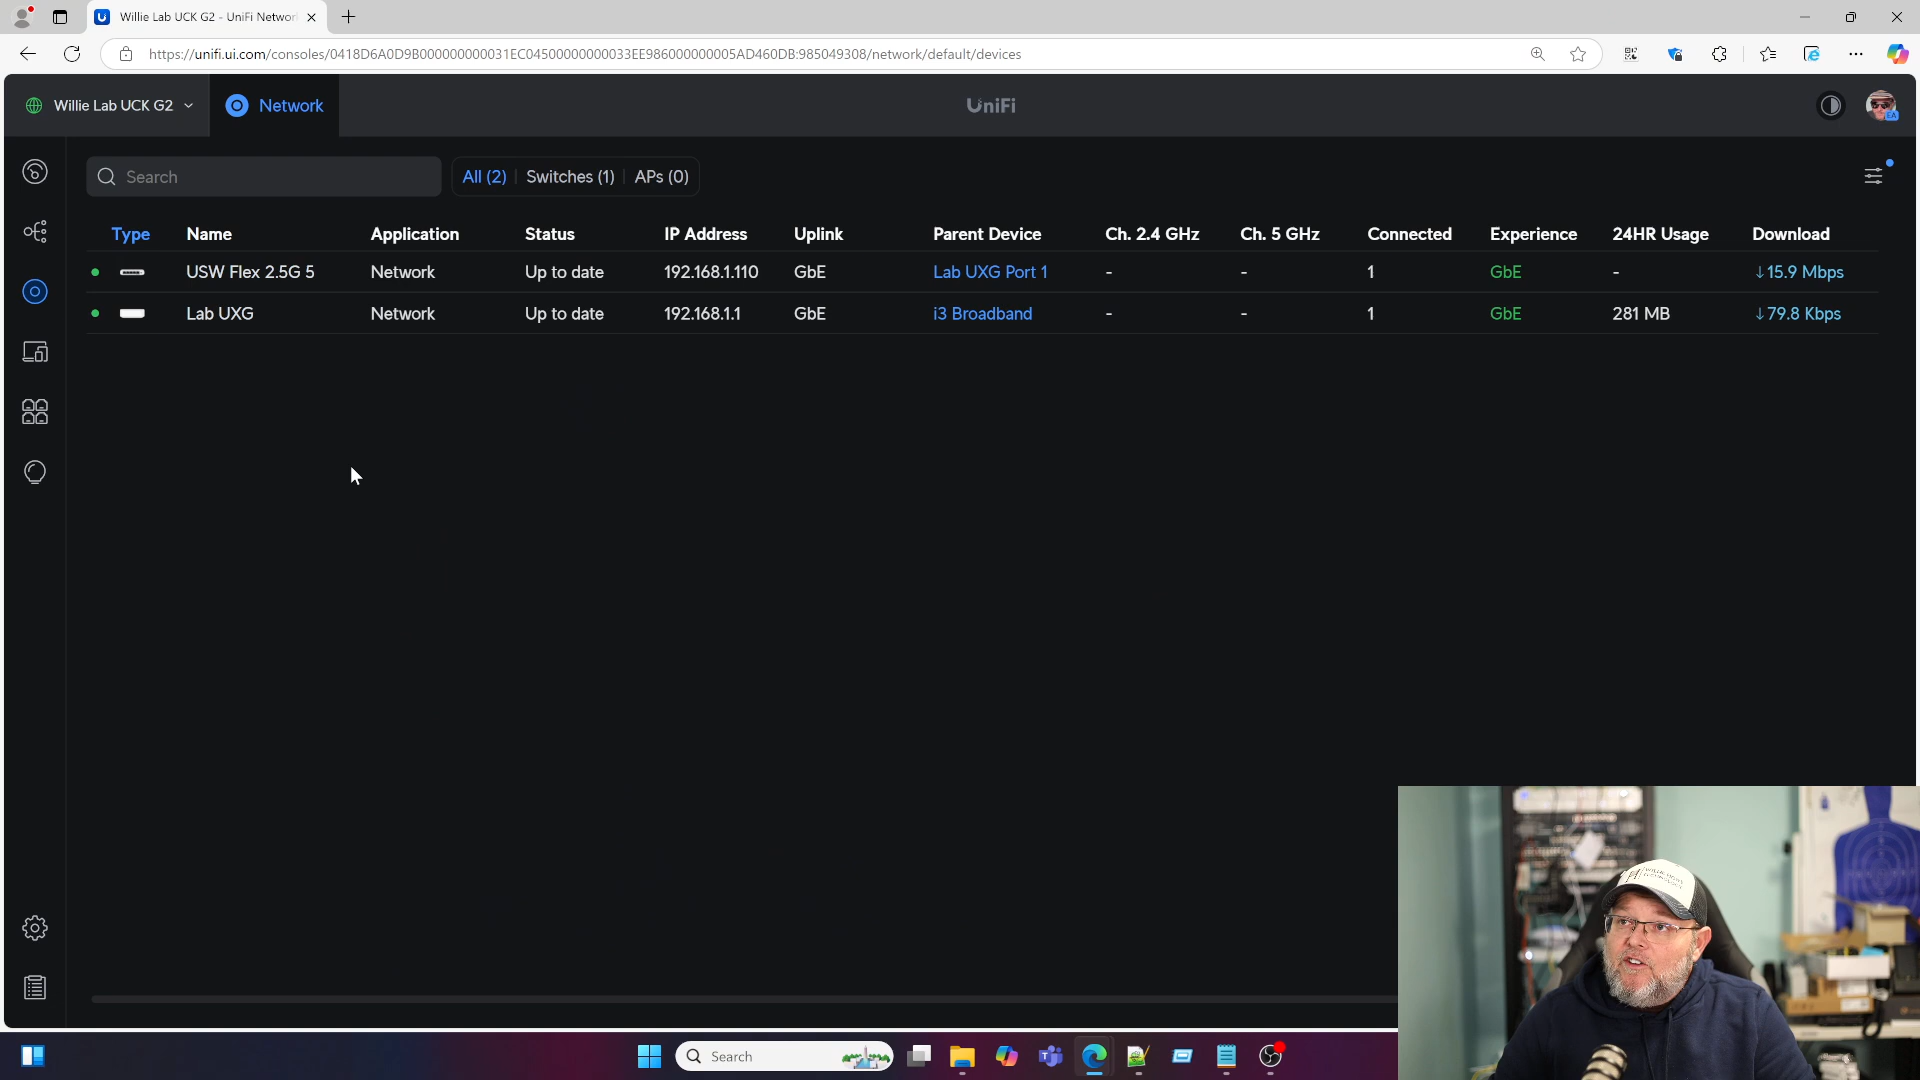 Willie Lab UCK G2 - UniFi Networ
https://unifi.ui.com/consoles/0418D6A0D9B000000000031EC04500000000033EE986000000005AD460DB:985049308/network/default/devices
Willie Lab UCK G2
Network
UniFi
EA
Search
All (2) Switches (1) APs (0)
Type Name Application Status IP Address Uplink Parent Device Ch. 2.4 GHz Ch. 5 GHz Connected Experience 24HR Usage Download
USW Flex 2.5G 5 Network Up to date 192.168.1.110 GbE Lab UXG Port 1 - - 1 GbE - ↓15.9 Mbps
Lab UXG Network Up to date 192.168.1.1 GbE i3 Broadband - - 1 GbE 281 MB ↓79.8 Kbps
Search